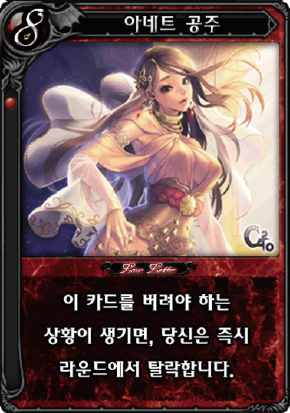 8
아네트 공주
Love Letter
이 카드를 버려야 하는
상황이 생기면, 당신은 즉시
라운드에서 탈락합니다.